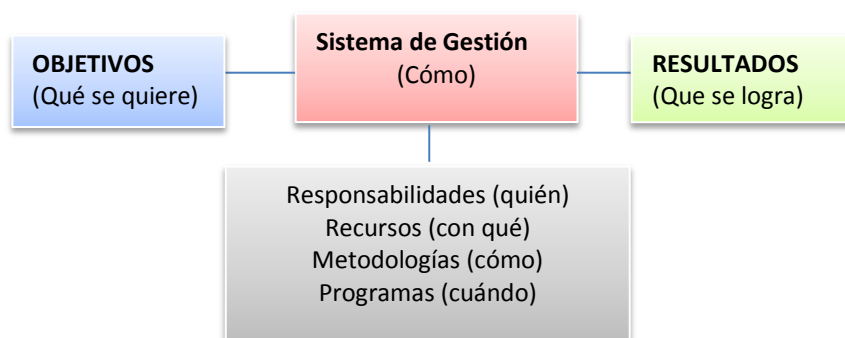 OBJETIVOS
(Qué se quiere)
Sistema de Gestión
(Cómo)
RESULTADOS
(Que se logra)
Responsabilidades (quién)
Recursos (con qué)
Metodologías (cómo)
Programas (cuándo)